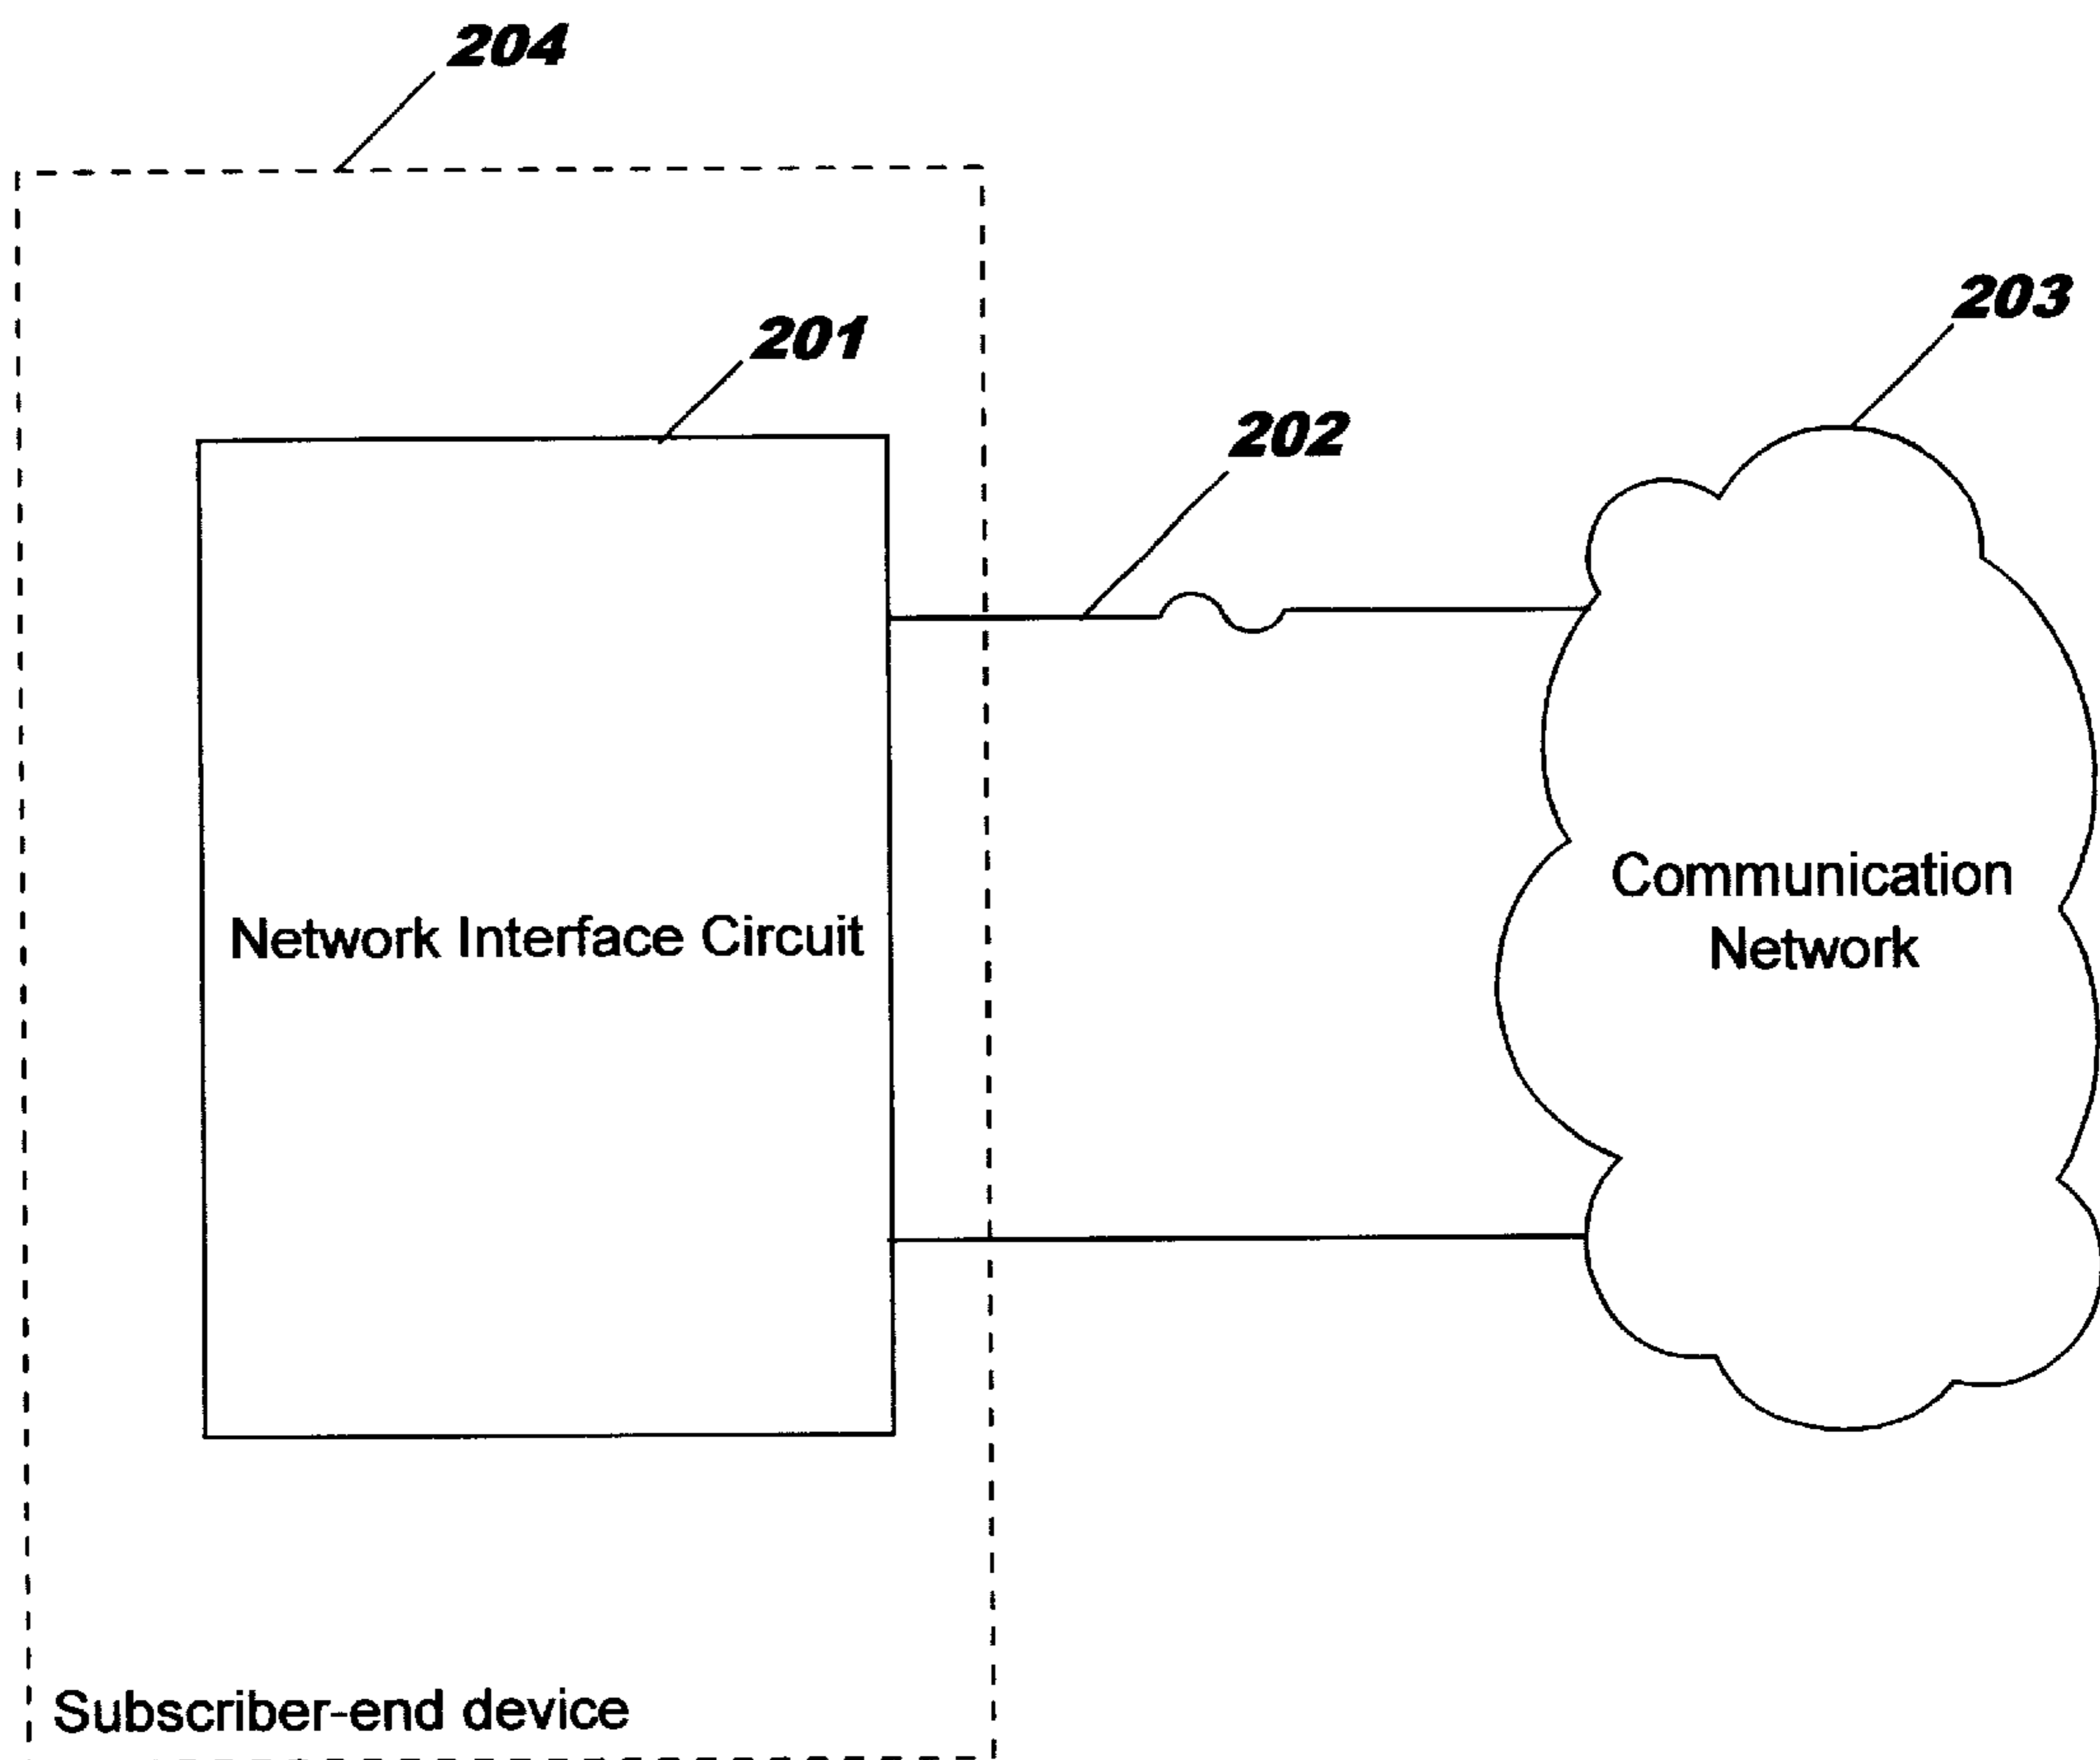 204
201
203
202
Network Interface Circuit
Communication
Network
Subscriber-end device